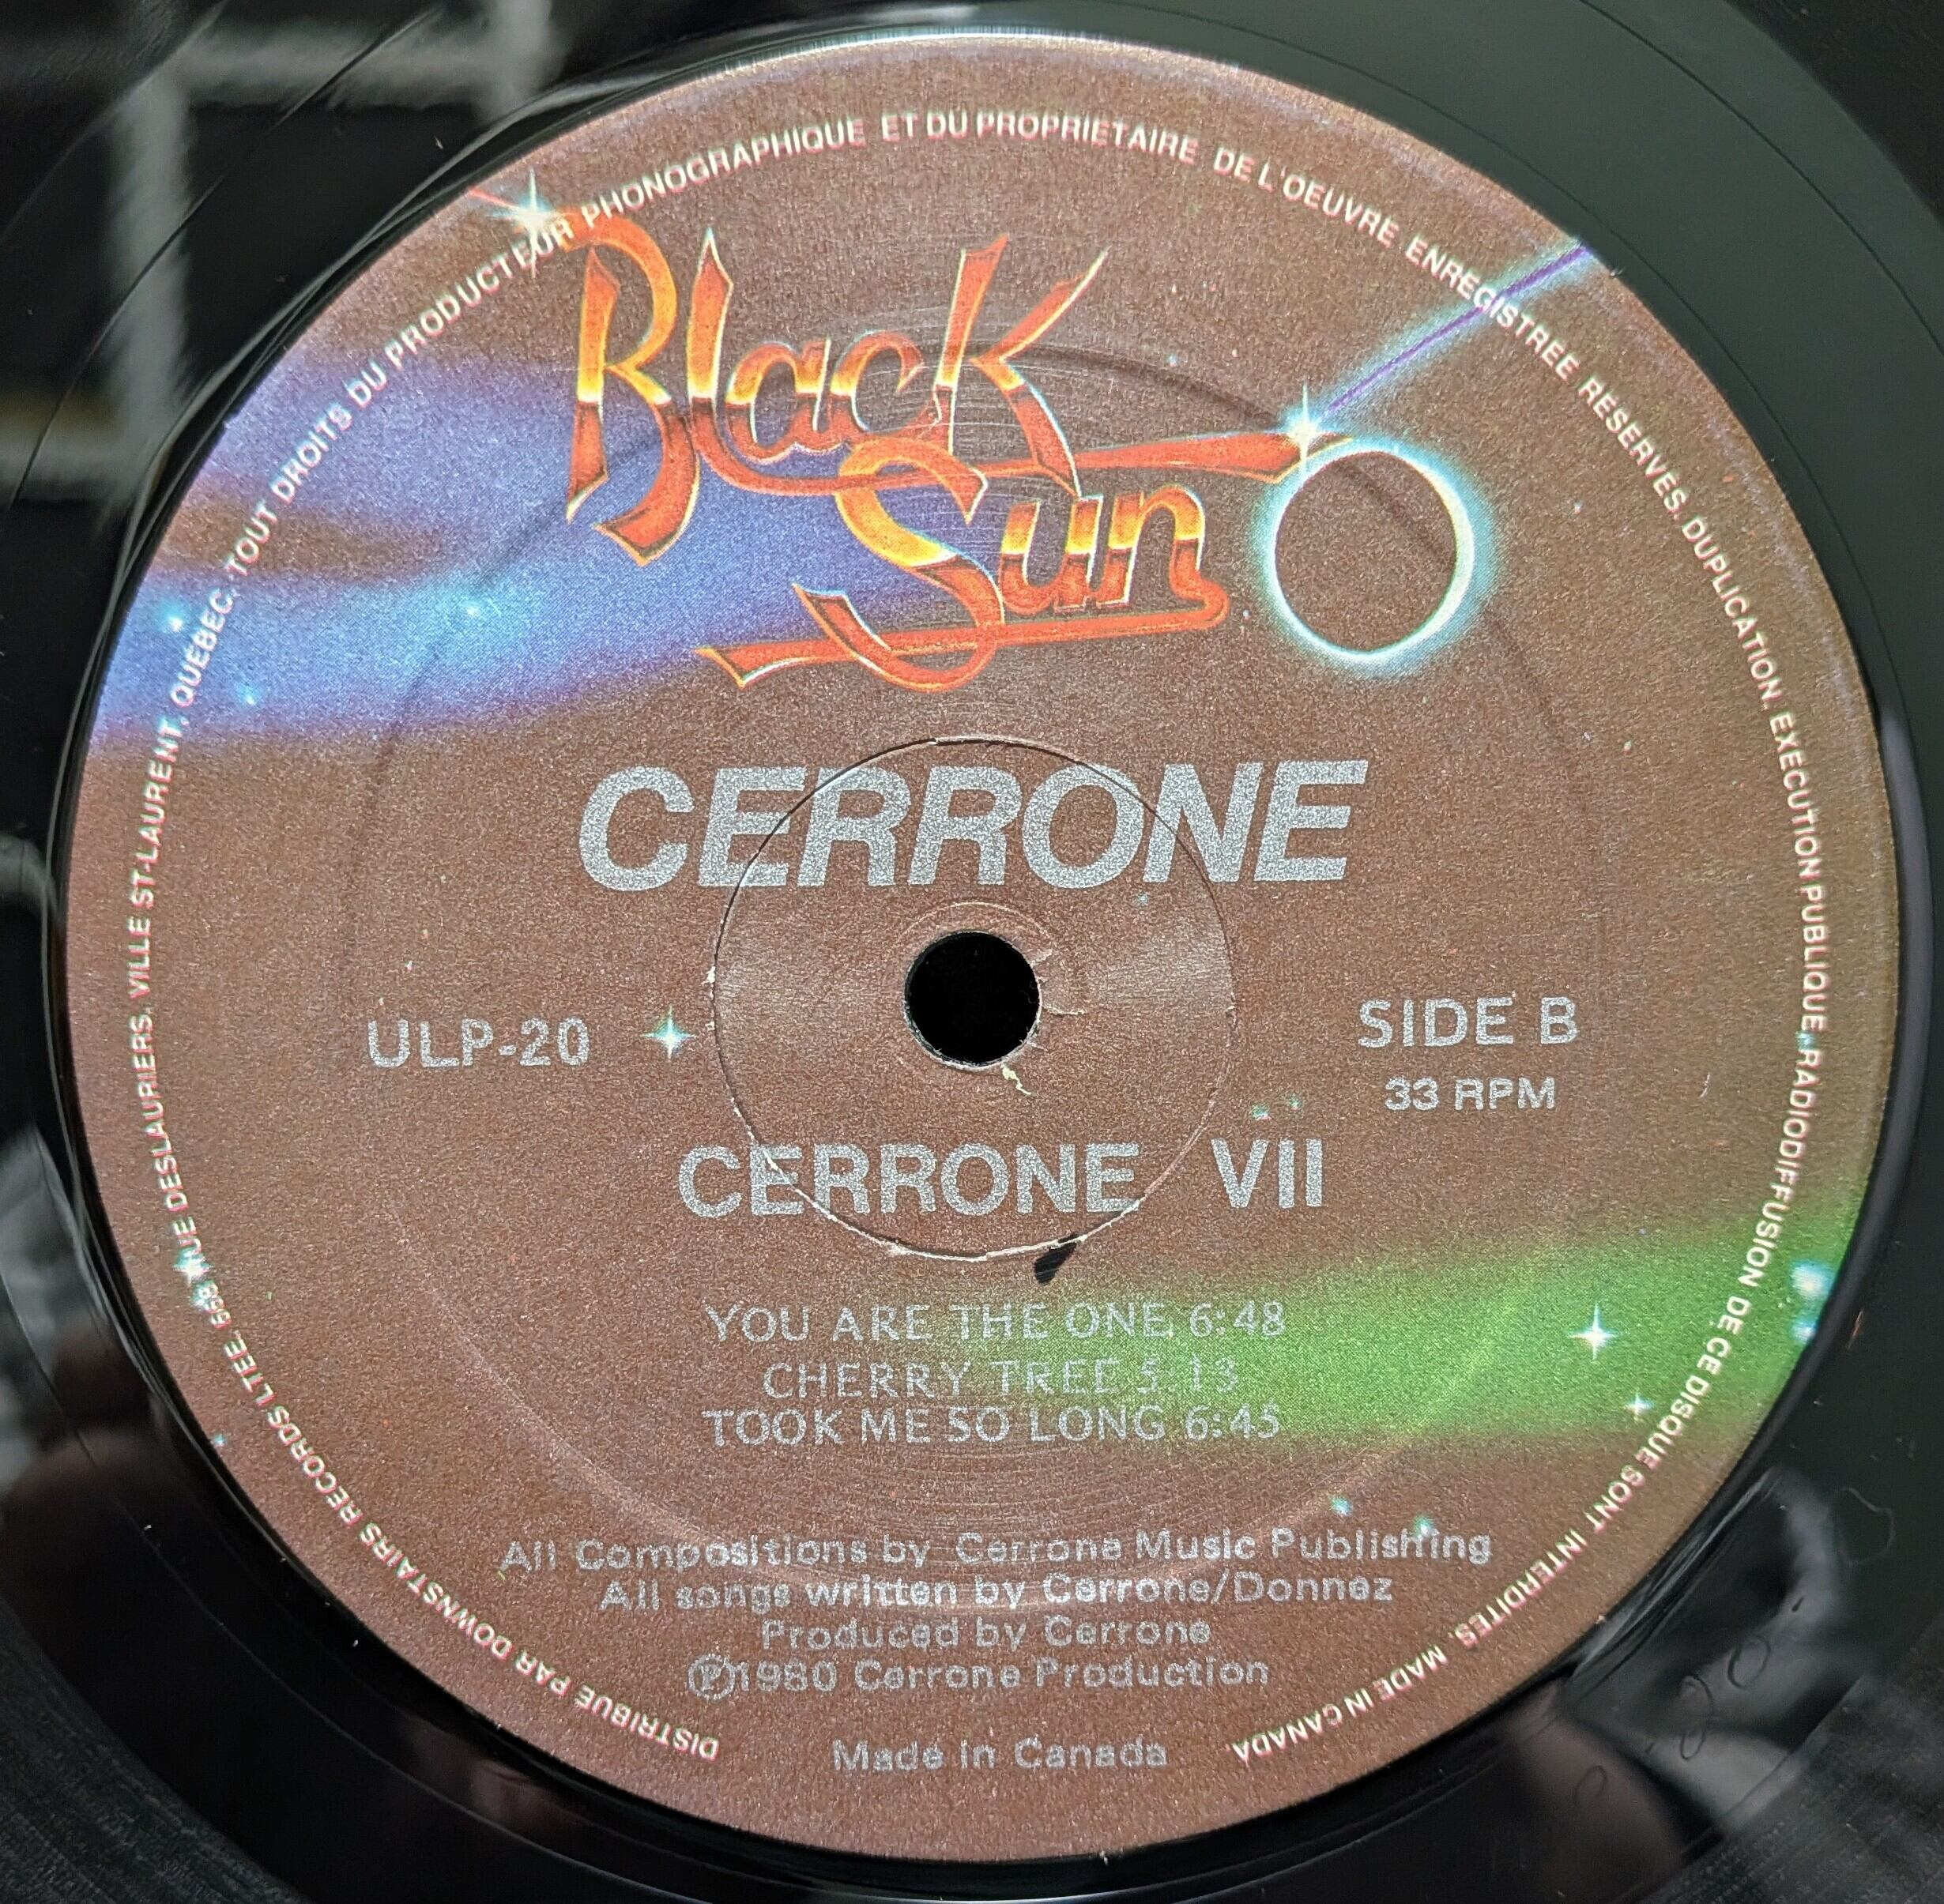 Black
Sun
CERRONE
ULP-20
SIDE B
33 RPM
CERRONE VII
YOU ARE THE ONE 6:48
CHERRY TREE 5:13
TOOK ME SO LONG 6:45
All Compositions by Cerrone Music Publishing
All songs written by Cerrone/Donnez
Produced by Cerrone
℗1980 Cerrone Production
Made in Canada
DISTRIBUÉ PAR DOWNSTAIRS RECORDS LTEE. RUE DESLAURIERS, VILLE ST-LAURENT, QUEBEC. TOUT DROITS DU PRODUCTEUR PHONOGRAPHIQUE ET DU PROPRIETAIRE DE L'OEUVRE ENREGISTREE RESERVES. DUPLICATION, EXECUTION PUBLIQUE, RADIODIFFUSION DE CE DISQUE SONT INTERDITES. MADE IN CANADA